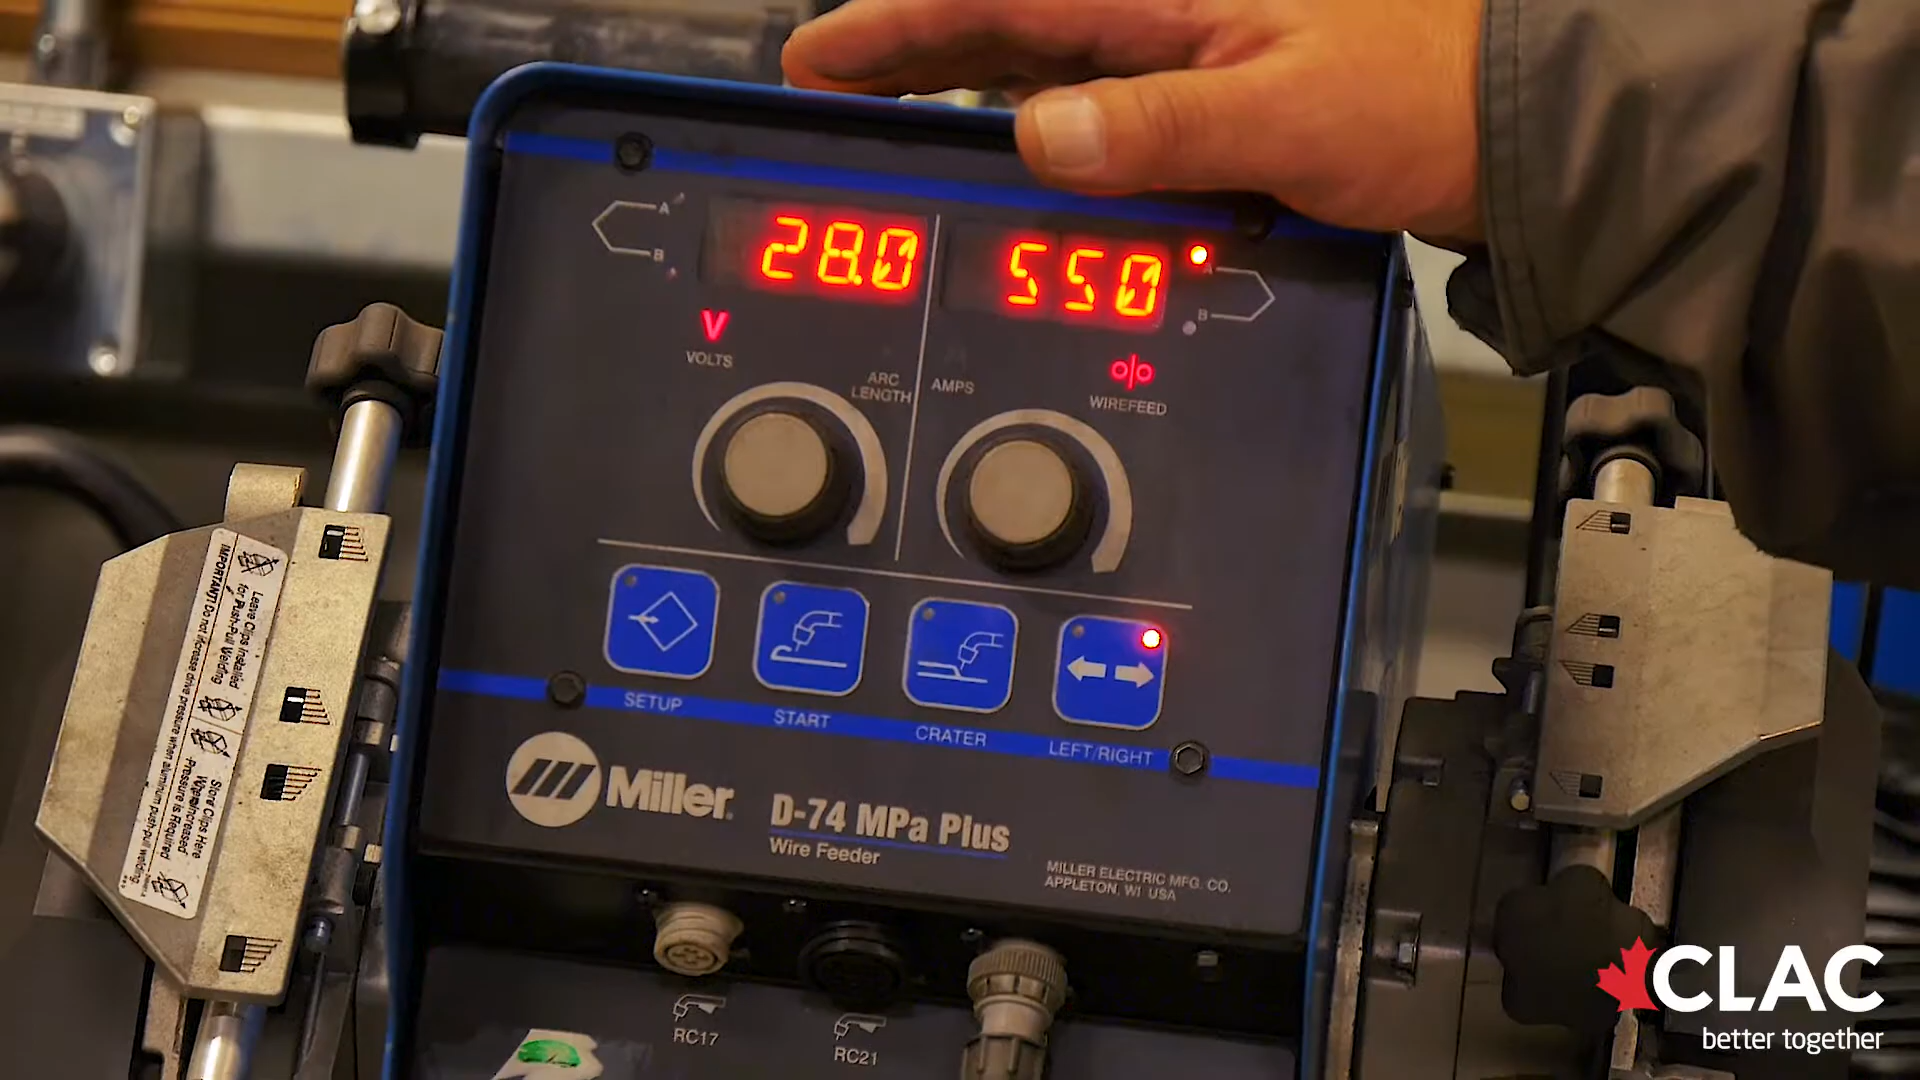 A
B
28.0
550
A
B
V
VOLTS
ARC
LENGTH
AMPS
WIREFEED
SETUP
START
CRATER
LEFT/RIGHT
Miller
D-74 MPa Plus
Wire Feeder
MILLER ELECTRIC MFG. CO.
APPLETON, WI USA
RC17
RC21
IMPORTANT! Do not increase drive pressure when aluminum push-pull welding.
Leave Clips Installed
for Push-Pull Welding
Store Clips Here
When Increased
Pressure is Required
CLAC
better together